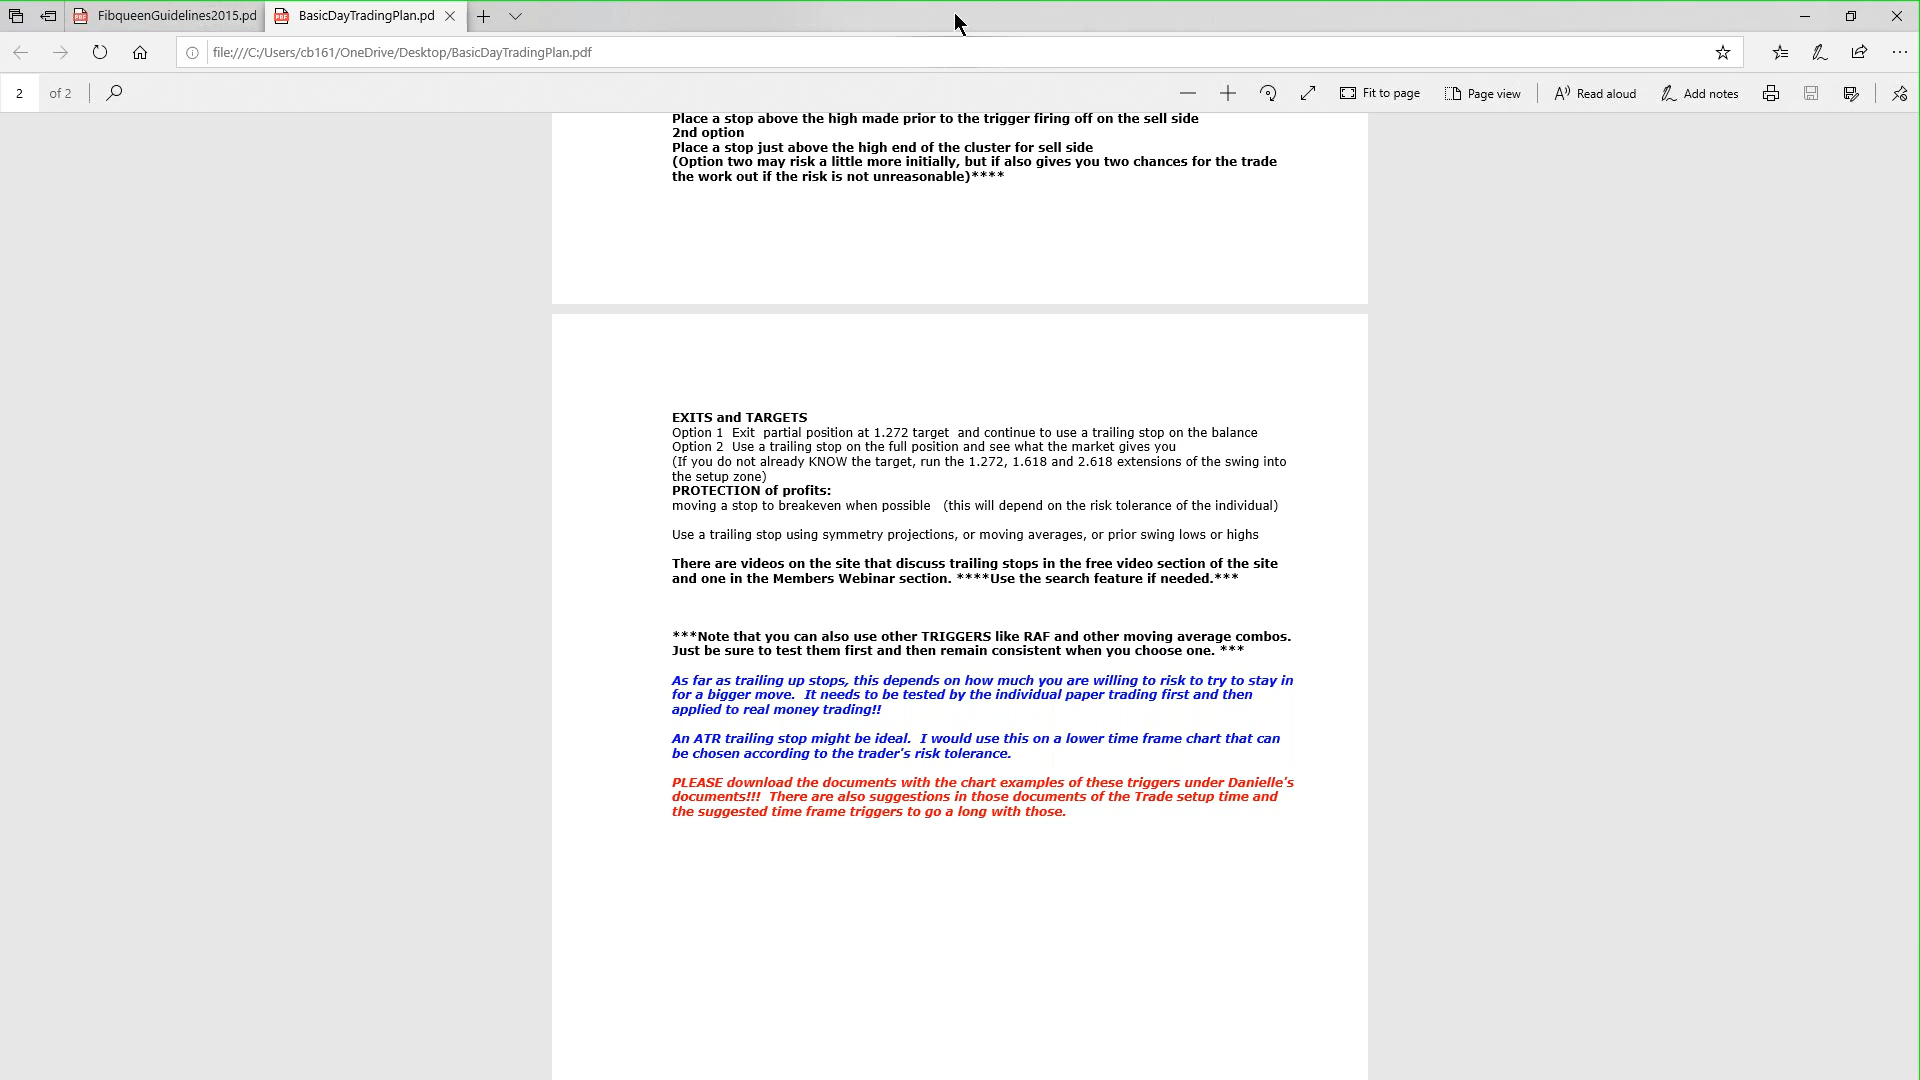 FibqueenGuidelines2015.pd
BasicDayTradingPlan.pd
file:///C:/Users/cb161/OneDrive/Desktop/BasicDayTradingPlan.pdf
2 of 2
Fit to page
Page view
Read aloud
Add notes
Place a stop above the high made prior to the trigger firing off on the sell side
2nd option
Place a stop just above the high end of the cluster for sell side
(Option two may risk a little more initially, but if also gives you two chances for the trade
the work out if the risk is not unreasonable)****
EXITS and TARGETS
Option 1  Exit  partial position at 1.272 target  and continue to use a trailing stop on the balance
Option 2  Use a trailing stop on the full position and see what the market gives you
(If you do not already KNOW the target, run the 1.272, 1.618 and 2.618 extensions of the swing into
the setup zone)
PROTECTION of profits:
moving a stop to breakeven when possible   (this will depend on the risk tolerance of the individual)
Use a trailing stop using symmetry projections, or moving averages, or prior swing lows or highs
There are videos on the site that discuss trailing stops in the free video section of the site
and one in the Members Webinar section. ****Use the search feature if needed.***
***Note that you can also use other TRIGGERS like RAF and other moving average combos.
Just be sure to test them first and then remain consistent when you choose one. ***
As far as trailing up stops, this depends on how much you are willing to risk to try to stay in
for a bigger move.  It needs to be tested by the individual paper trading first and then
applied to real money trading!!
An ATR trailing stop might be ideal.  I would use this on a lower time frame chart that can
be chosen according to the trader's risk tolerance.
PLEASE download the documents with the chart examples of these triggers under Danielle's
documents!!!  There are also suggestions in those documents of the Trade setup time and
the suggested time frame triggers to go a long with those.